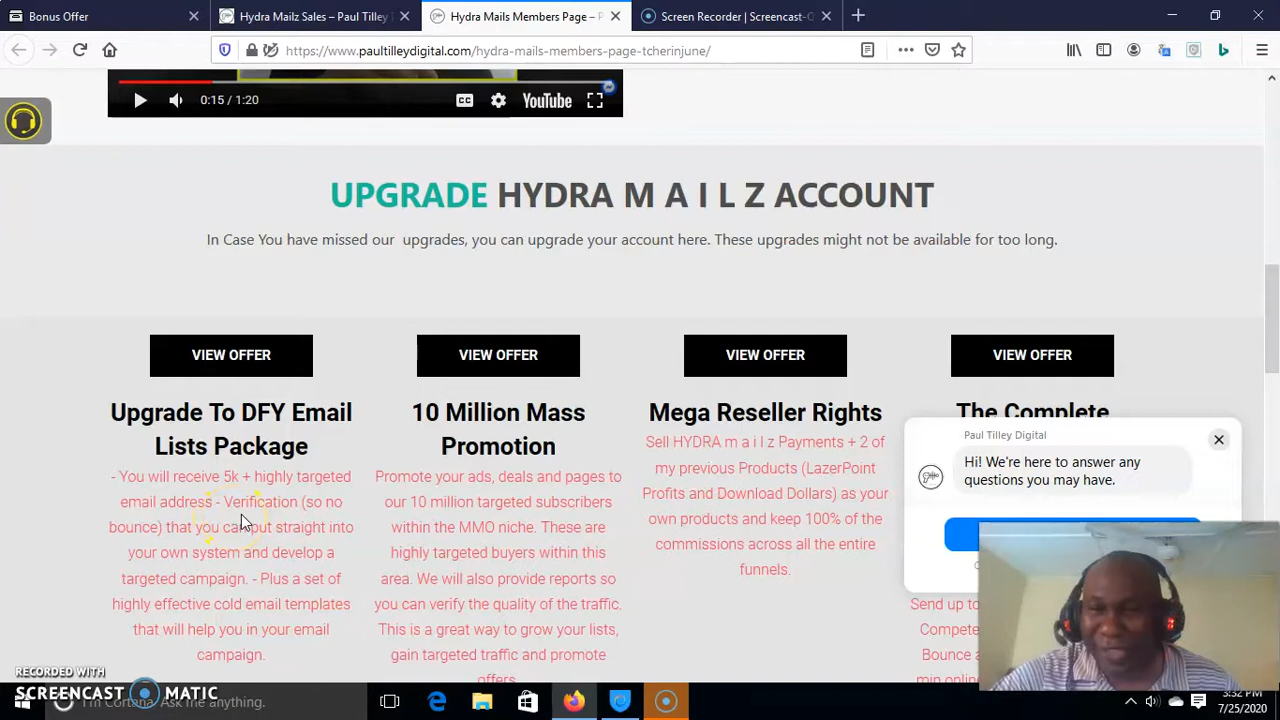 Bonus Offer
Hydra Mailz Sales – Paul Tilley
Hydra Mails Members Page – P
Screen Recorder | Screencast-O
https://www.paultilleydigital.com/hydra-mails-members-page-tcherinjune/
0:15 / 1:20
CC
YouTube
UPGRADE HYDRA M A I L Z ACCOUNT
In Case You have missed our upgrades, you can upgrade your account here. These upgrades might not be available for too long.
VIEW OFFER
Upgrade To DFY Email
Lists Package
- You will receive 5k + highly targeted
email address - Verification (so no
bounce) that you can put straight into
your own system and develop a
targeted campaign. - Plus a set of
highly effective cold email templates
that will help you in your email
campaign.
VIEW OFFER
10 Million Mass
Promotion
Promote your ads, deals and pages to
our 10 million targeted subscribers
within the MMO niche. These are
highly targeted buyers within this
area. We will also provide reports so
you can verify the quality of the traffic.
This is a great way to grow your lists,
gain targeted traffic and promote
offers.
VIEW OFFER
Mega Reseller Rights
Sell HYDRA m a i l z Payments + 2 of
my previous Products (LazerPoint
Profits and Download Dollars) as your
own products and keep 100% of the
commissions across all the entire
funnels.
VIEW OFFER
The Complete
Send up to
Compete
Bounce a
min online
Paul Tilley Digital
Hi! We're here to answer any
questions you may have.
RECORDED WITH
SCREENCAST MATIC
I'm Cortana. Ask me anything.
3:32 PM
7/25/2020